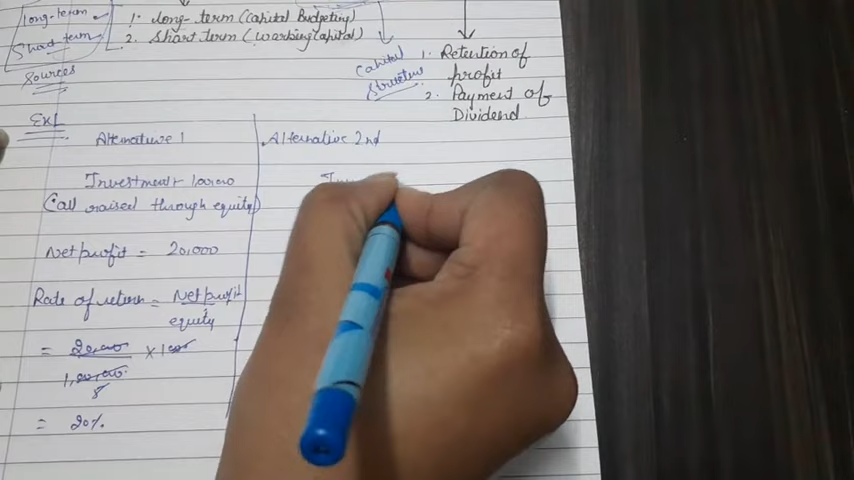 long-term
Short term
Sources
1. long-term (Capital Budgeting)
2. Short term (working capital)
Capital
Structure
1. Retention of
profit
2. Payment of
Dividend
Ex1
Alternative 1
Investment 1,00,000
(all raised through equity)
Net profit = 20,000
Rate of return = Net profit
equity
= 20,000 × 100
1,00,000
= 20%
Alternative 2nd